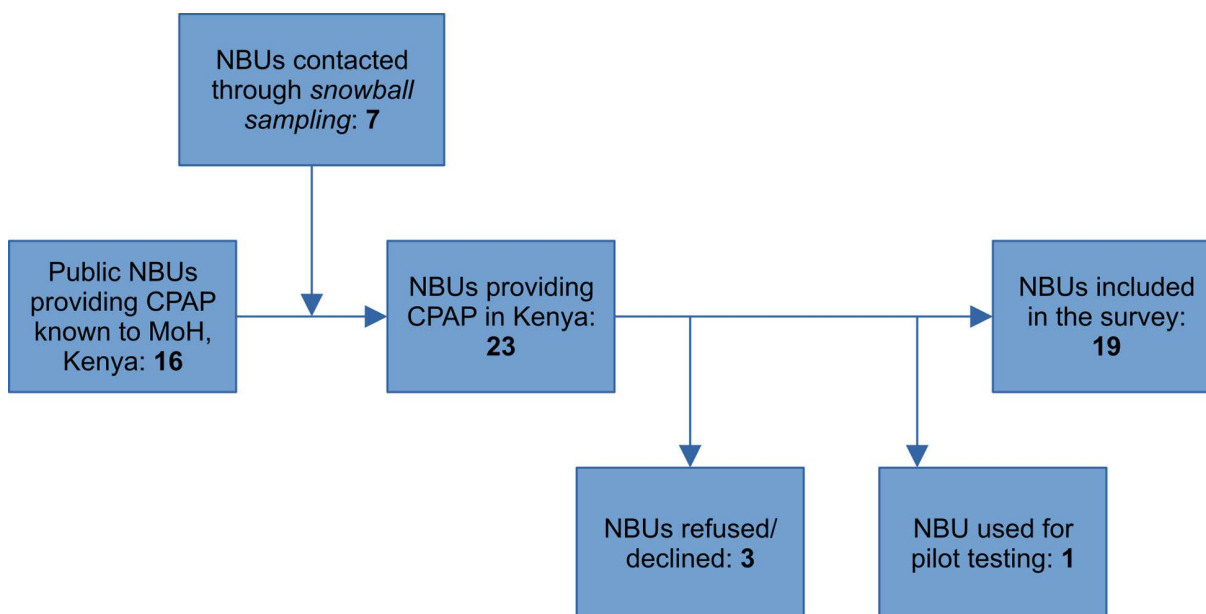 NBUs contacted
through snowball
sampling: 7
Public NBUs
providing CPAP
known to MoH,
Kenya: 16
NBUs providing
CPAP in Kenya:
23
NBUs included
in the survey:
19
NBUs refused/
declined: 3
NBU used for
pilot testing: 1